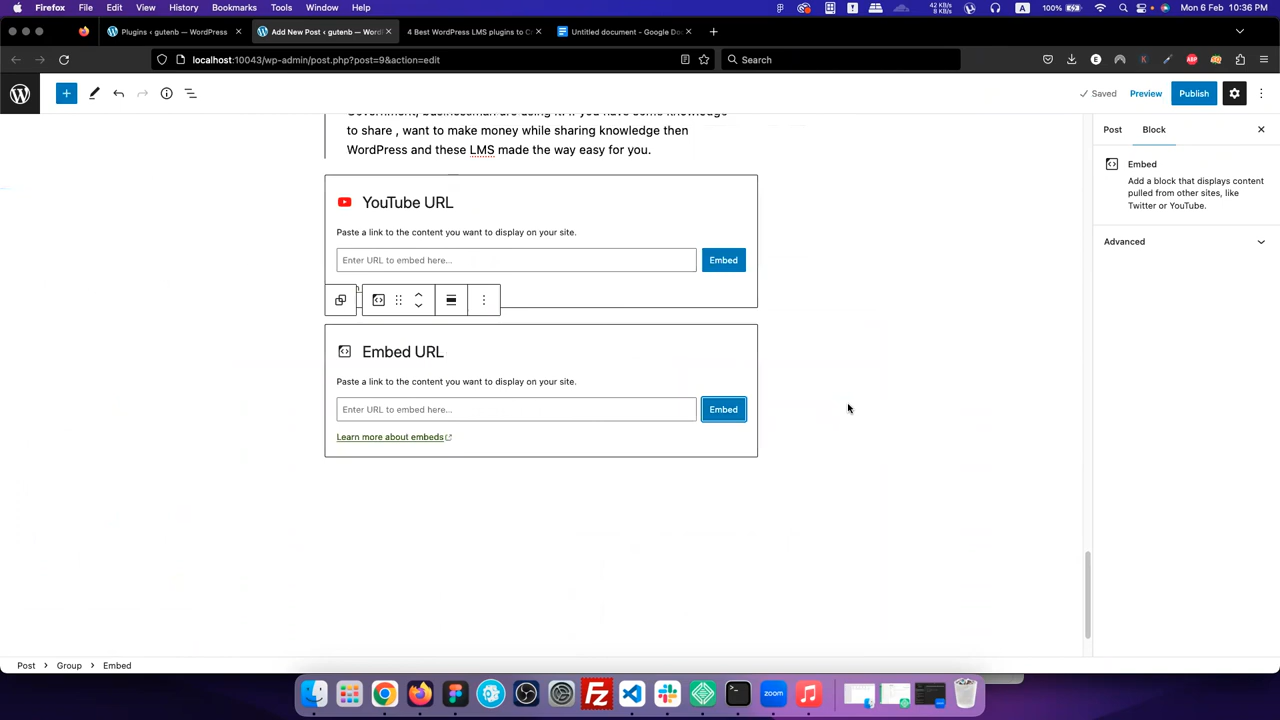 Firefox File Edit View History Bookmarks Tools Window Help
42 KB/s
8 KB/s
A 100% Mon 6 Feb 10:36 PM
Plugins ‹ gutenb — WordPress
Add New Post ‹ gutenb — Word
4 Best WordPress LMS plugins to C
Untitled document - Google Do
localhost:10043/wp-admin/post.php?post=9&action=edit
Search
Saved Preview Publish
to share , want to make money while sharing knowledge then
WordPress and these LMS made the way easy for you.
YouTube URL
Paste a link to the content you want to display on your site.
Enter URL to embed here...
Embed
Embed URL
Paste a link to the content you want to display on your site.
Enter URL to embed here...
Embed
Learn more about embeds
Post Block
Embed
Add a block that displays content
pulled from other sites, like
Twitter or YouTube.
Advanced
Post Group Embed